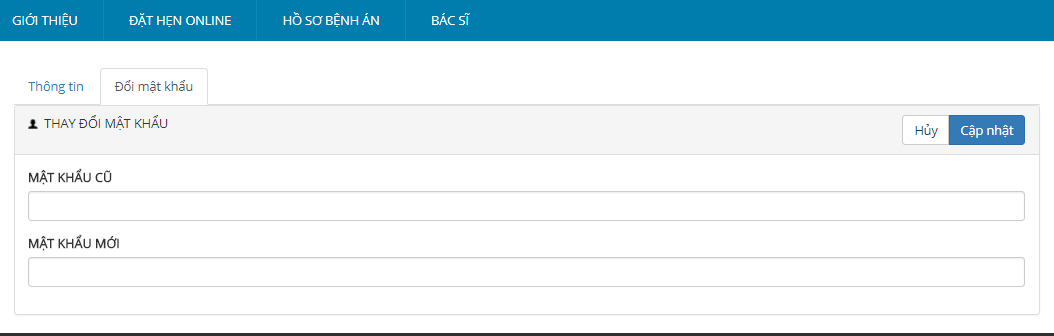 GIỚI THIỆU ĐẶT HẸN ONLINE HỒ SƠ BỆNH ÁN BÁC SĨ
Thông tin Đổi mật khẩu
THAY ĐỔI MẬT KHẨU Hủy Cập nhật
MẬT KHẨU CŨ
MẬT KHẨU MỚI